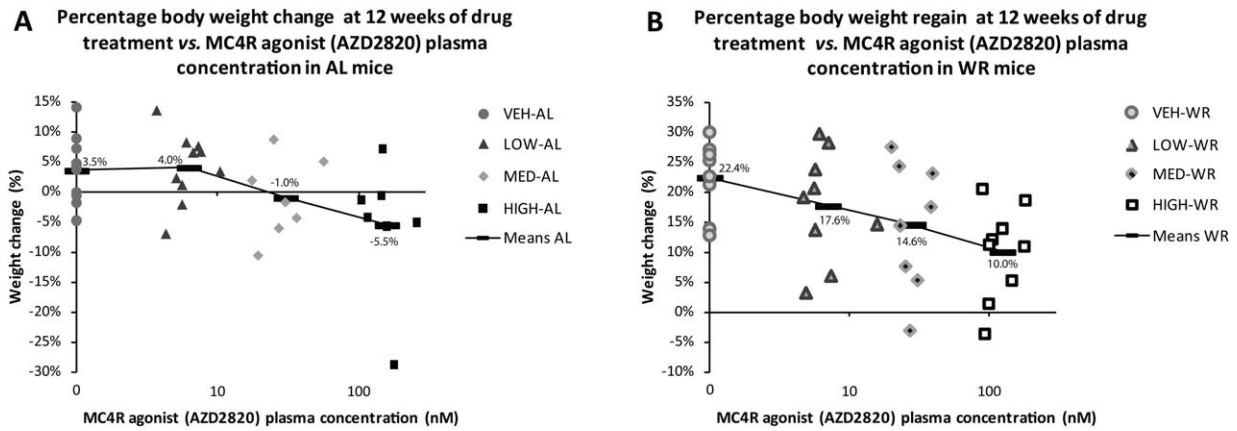 A
Percentage body weight change at 12 weeks of drug
treatment vs. MC4R agonist (AZD2820) plasma
concentration in AL mice
15%
10%
5%
0%
-5%
-10%
-15%
-20%
-25%
-30%
Weight change (%)
3.5%
4.0%
-1.0%
-5.5%
0
10
100
MC4R agonist (AZD2820) plasma concentration (nM)
VEH-AL
LOW-AL
MED-AL
HIGH-AL
Means AL
B
Percentage body weight regain at 12 weeks of drug
treatment vs. MC4R agonist (AZD2820) plasma
concentration in WR mice
35%
30%
25%
20%
15%
10%
5%
0%
-5%
-10%
Weight change (%)
22.4%
17.6%
14.6%
10.0%
0
10
100
MC4R agonist (AZD2820) plasma concentration (nM)
VEH-WR
LOW-WR
MED-WR
HIGH-WR
Means WR